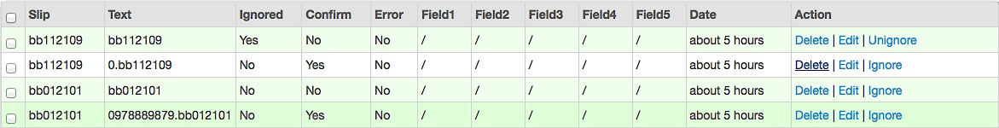 Slip Text Ignored Confirm Error Field1 Field2 Field3 Field4 Field5 Date Action
bb112109 bb112109 Yes No No / / / / / about 5 hours Delete | Edit | Unignore
bb112109 0.bb112109 No Yes No / / / / / about 5 hours Delete | Edit | Ignore
bb012101 bb012101 No No No / / / / / about 5 hours Delete | Edit | Ignore
bb012101 0978889879.bb012101 No Yes No / / / / / about 5 hours Delete | Edit | Ignore